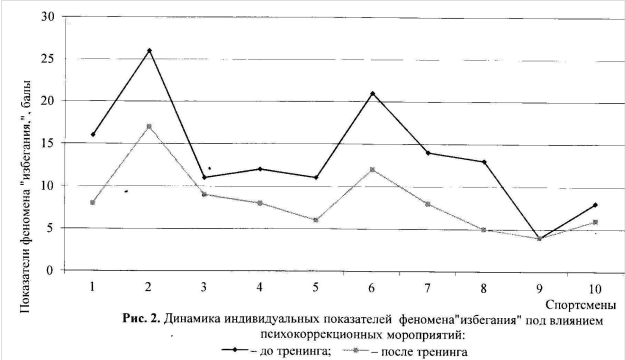 30
25
20
15
10
5
0
Показатели феномена "избегания,", балы
1 2 3 4 5 6 7 8 9 10
Спортсмены
Рис. 2. Динамика индивидуальных показателей феномена"избегания" под влиянием
психокоррекционных мороприятий:
– до тренинга; – после тренинга